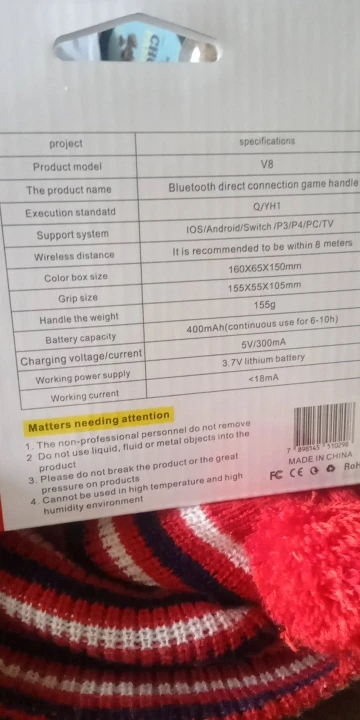 project specifications
Product model V8
The product name Bluetooth direct connection game handle
Execution standatd Q/YH1
Support system IOS/Android/Switch /P3/P4/PC/TV
Wireless distance It is recommended to be within 8 meters
Color box size 160X65X150mm
Grip size 155X55X105mm
Handle the weight 155g
Battery capacity 400mAh(continuous use for 6-10h)
Charging voltage/current 5V/300mA
Working power supply 3.7V lithium battery
Working current <18mA
Matters needing attention
1. The non-professional personnel do not remove
2 Do not use liquid, fluid or metal objects into the
product
3. Please do not break the product or the great
pressure on products
4. Cannot be used in high temperature and high
humidity environment
MADE IN CHINA
FC CE RoH